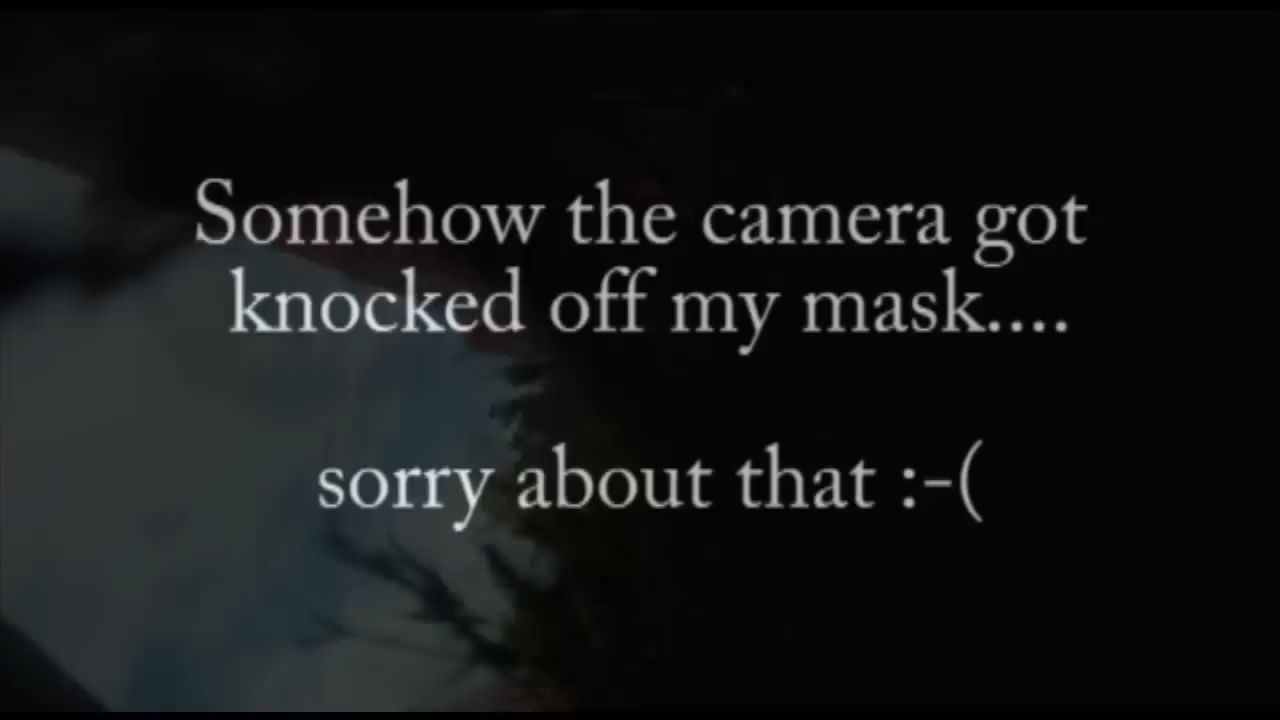 Somehow the camera got
knocked off my mask....
sorry about that :-(